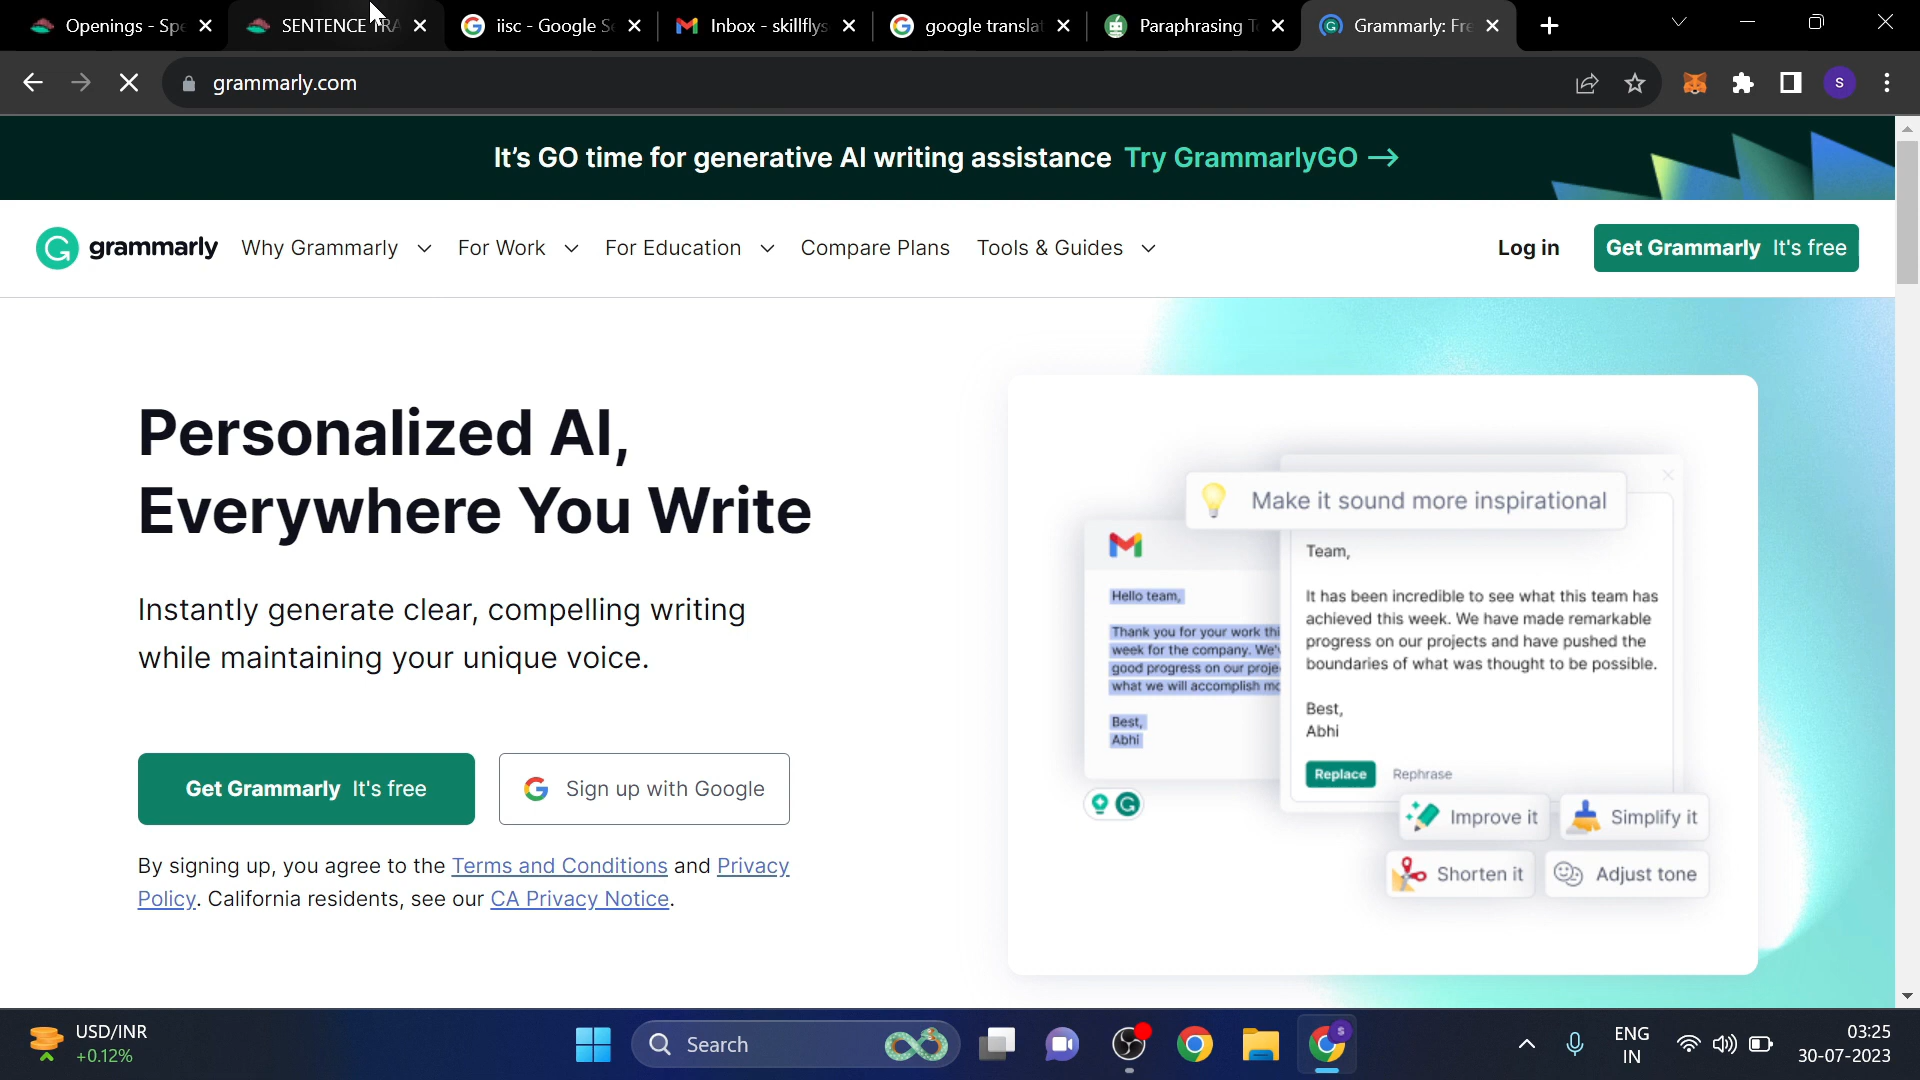 Openings - Spe
SENTENCE TRA
iisc - Google Se
Inbox - skillflys
google translat
Paraphrasing To
Grammarly: Fre
grammarly.com
S
It's GO time for generative AI writing assistance Try GrammarlyGO →
grammarly
Why Grammarly
For Work
For Education
Compare Plans
Tools & Guides
Log in
Get Grammarly It's free
Personalized AI,
Everywhere You Write
Instantly generate clear, compelling writing
while maintaining your unique voice.
Get Grammarly It's free
Sign up with Google
By signing up, you agree to the Terms and Conditions and Privacy
Policy. California residents, see our CA Privacy Notice.
Make it sound more inspirational
Hello team,
Thank you for your work thi
week for the company. We'v
good progress on our proje
what we will accomplish mo
Best,
Abhi
Team,
It has been incredible to see what this team has
achieved this week. We have made remarkable
progress on our projects and have pushed the
boundaries of what was thought to be possible.
Best,
Abhi
Replace
Rephrase
Improve it
Simplify it
Shorten it
Adjust tone
USD/INR
+0.12%
Search
ENG
IN
03:25
30-07-2023